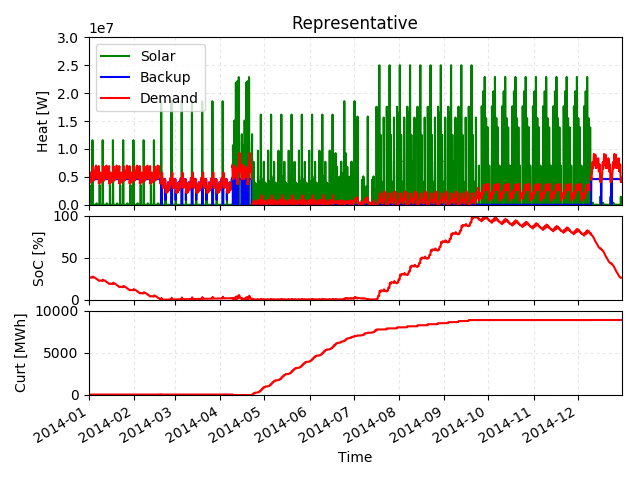 Representative
1e7
Heat [W]
3.0
2.5
2.0
1.5
1.0
0.5
0.0
Solar
Backup
Demand
SoC [%]
100
50
0
Curt [MWh]
10000
5000
0
2014-01
2014-02
2014-03
2014-04
2014-05
2014-06
2014-07
2014-08
2014-09
2014-10
2014-11
2014-12
Time